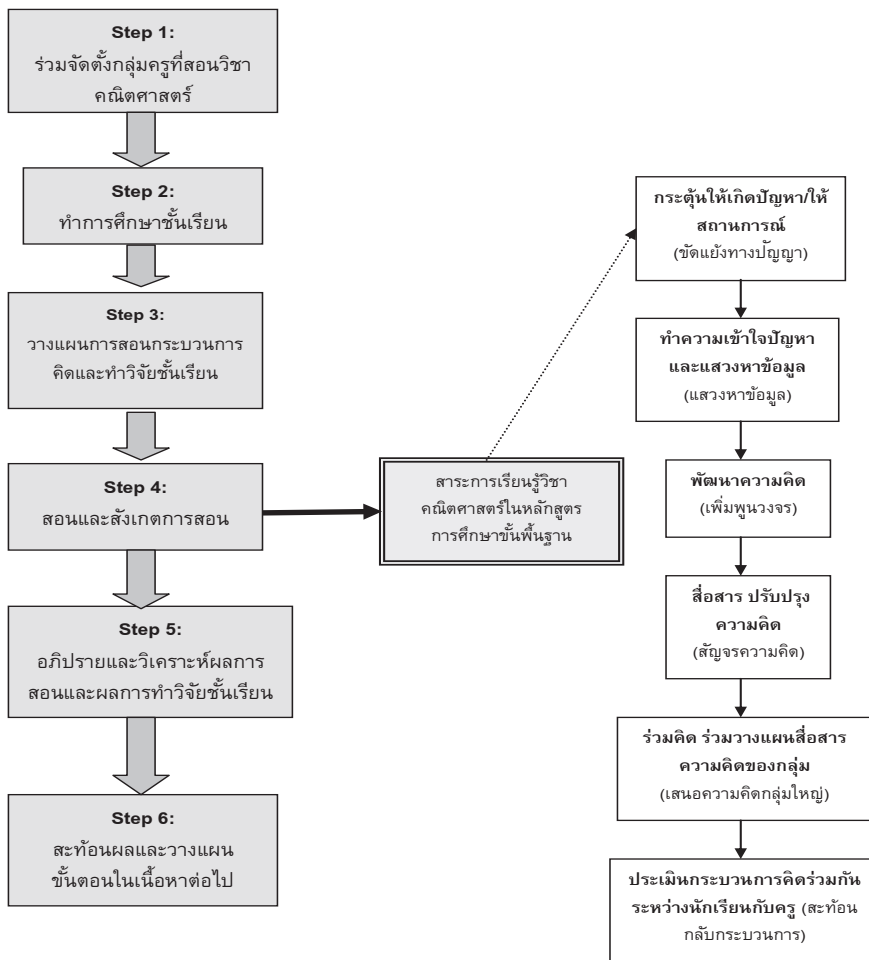 Step 1:
ร่วมจัดตั้งกลุ่มครูที่สอนวิชา
คณิตศาสตร์
Step 2:
ทำการศึกษาชั้นเรียน
Step 3:
วางแผนการสอนกระบวนการ
คิดและทำวิจัยชั้นเรียน
Step 4:
สอนและสังเกตการสอน
Step 5:
อภิปรายและวิเคราะห์ผลการ
สอนและผลการทำวิจัยชั้นเรียน
Step 6:
สะท้อนผลและวางแผน
ขั้นตอนในเนื้อหาต่อไป
สาระการเรียนรู้วิชา
คณิตศาสตร์ในหลักสูตร
การศึกษาขั้นพื้นฐาน
กระตุ้นให้เกิดปัญหา/ให้
สถานการณ์
(ขัดแย้งทางปัญญา)
ทำความเข้าใจปัญหา
และแสวงหาข้อมูล
(แสวงหาข้อมูล)
พัฒนาความคิด
(เพิ่มพูนวงจร)
สื่อสาร ปรับปรุง
ความคิด
(สัญจรความคิด)
ร่วมคิด ร่วมวางแผนสื่อสาร
ความคิดของกลุ่ม
(เสนอความคิดกลุ่มใหญ่)
ประเมินกระบวนการคิดร่วมกัน
ระหว่างนักเรียนกับครู (สะท้อน
กลับกระบวนการ)